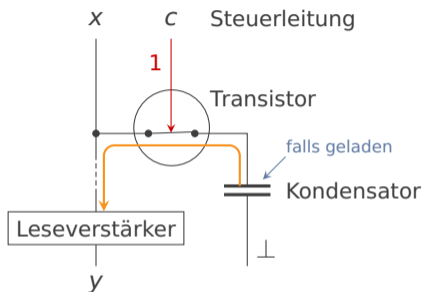 x c Steuerleitung
1
Transistor
falls geladen
Kondensator
Leseverstärker
⊥
y